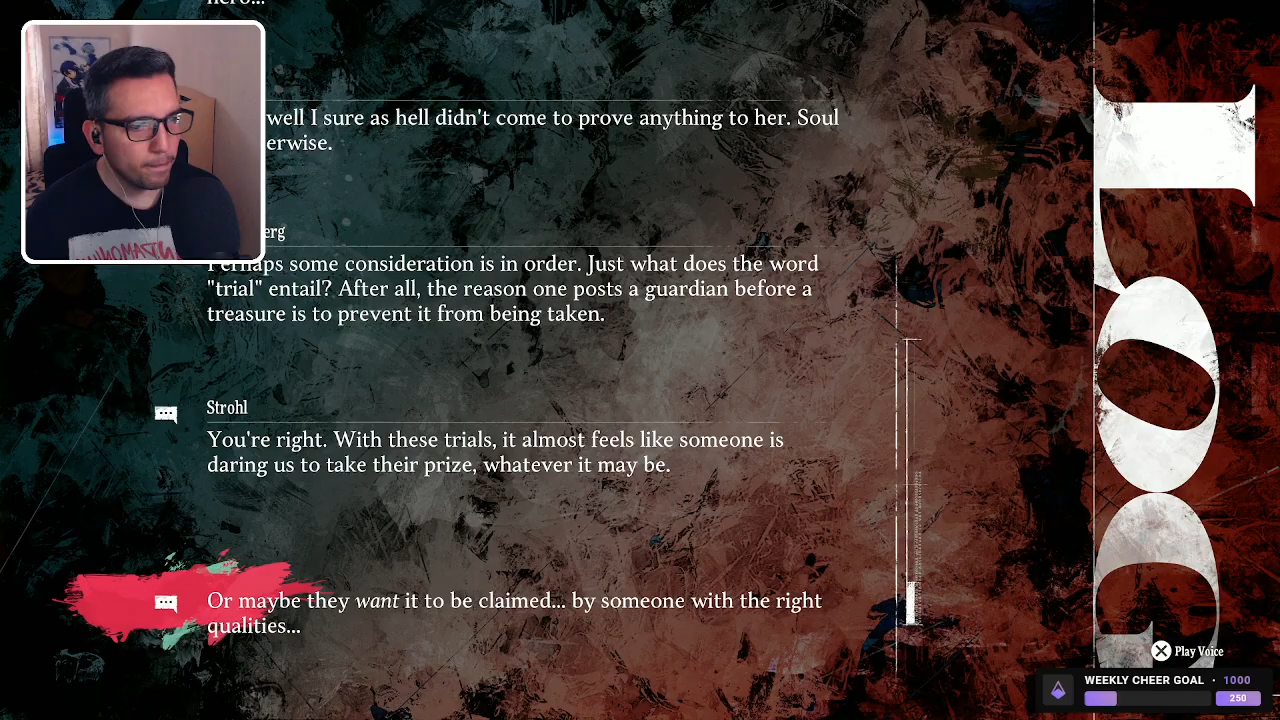 hero...
well I sure as hell didn't come to prove anything to her. Soul
erwise.
erg
Perhaps some consideration is in order. Just what does the word
"trial" entail? After all, the reason one posts a guardian before a
treasure is to prevent it from being taken.
Strohl
You're right. With these trials, it almost feels like someone is
daring us to take their prize, whatever it may be.
Or maybe they want it to be claimed... by someone with the right
qualities...
LOG
Play Voice
WEEKLY CHEER GOAL · 1000
250